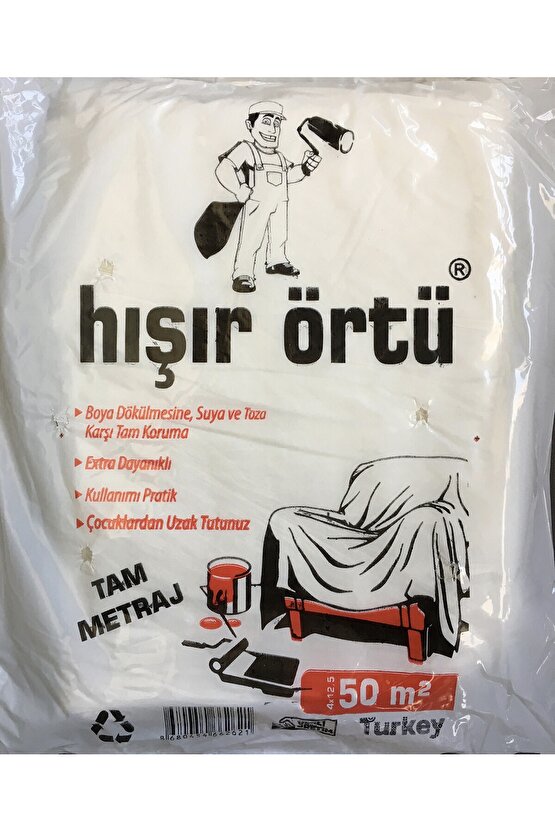 ®
hışır örtü
Boya Dökülmesine, Suya ve Toza
Karşı Tam Koruma
Extra Dayanıklı
Kullanımı Pratik
Çocuklardan Uzak Tutunuz
TAM
METRAJ
4x12,5
50 m²
Turkey